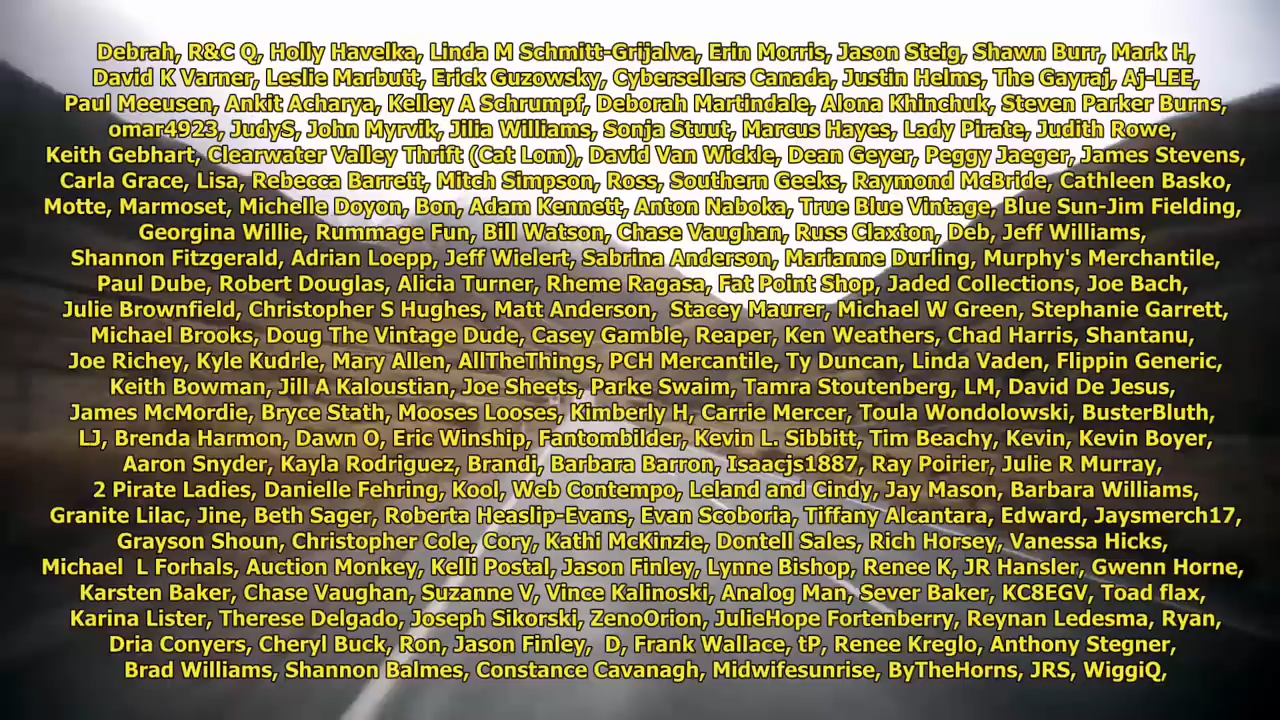 Debrah, R&C Q, Holly Havelka, Linda M Schmitt-Grijalva, Erin Morris, Jason Steig, Shawn Burr, Mark H,
David K Varner, Leslie Marbutt, Erick Guzowsky, Cybersellers Canada, Justin Helms, The Gayraj, Aj-LEE,
Paul Meeusen, Ankit Acharya, Kelley A Schrumpf, Deborah Martindale, Alona Khinchuk, Steven Parker Burns,
omar4923, JudyS, John Myrvik, Jilia Williams, Sonja Stuut, Marcus Hayes, Lady Pirate, Judith Rowe,
Keith Gebhart, Clearwater Valley Thrift (Cat Lom), David Van Wickle, Dean Geyer, Peggy Jaeger, James Stevens,
Carla Grace, Lisa, Rebecca Barrett, Mitch Simpson, Ross, Southern Geeks, Raymond McBride, Cathleen Basko,
Motte, Marmoset, Michelle Doyon, Bon, Adam Kennett, Anton Naboka, True Blue Vintage, Blue Sun-Jim Fielding,
Georgina Willie, Rummage Fun, Bill Watson, Chase Vaughan, Russ Claxton, Deb, Jeff Williams,
Shannon Fitzgerald, Adrian Loepp, Jeff Wielert, Sabrina Anderson, Marianne Durling, Murphy's Merchantile,
Paul Dube, Robert Douglas, Alicia Turner, Rheme Ragasa, Fat Point Shop, Jaded Collections, Joe Bach,
Julie Brownfield, Christopher S Hughes, Matt Anderson,  Stacey Maurer, Michael W Green, Stephanie Garrett,
Michael Brooks, Doug The Vintage Dude, Casey Gamble, Reaper, Ken Weathers, Chad Harris, Shantanu,
Joe Richey, Kyle Kudrle, Mary Allen, AllTheThings, PCH Mercantile, Ty Duncan, Linda Vaden, Flippin Generic,
Keith Bowman, Jill A Kaloustian, Joe Sheets, Parke Swaim, Tamra Stoutenberg, LM, David De Jesus,
James McMordie, Bryce Stath, Mooses Looses, Kimberly H, Carrie Mercer, Toula Wondolowski, BusterBluth,
LJ, Brenda Harmon, Dawn O, Eric Winship, Fantombilder, Kevin L. Sibbitt, Tim Beachy, Kevin, Kevin Boyer,
Aaron Snyder, Kayla Rodriguez, Brandi, Barbara Barron, Isaacjs1887, Ray Poirier, Julie R Murray,
2 Pirate Ladies, Danielle Fehring, Kool, Web Contempo, Leland and Cindy, Jay Mason, Barbara Williams,
Granite Lilac, Jine, Beth Sager, Roberta Heaslip-Evans, Evan Scoboria, Tiffany Alcantara, Edward, Jaysmerch17,
Grayson Shoun, Christopher Cole, Cory, Kathi McKinzie, Dontell Sales, Rich Horsey, Vanessa Hicks,
Michael  L Forhals, Auction Monkey, Kelli Postal, Jason Finley, Lynne Bishop, Renee K, JR Hansler, Gwenn Horne,
Karsten Baker, Chase Vaughan, Suzanne V, Vince Kalinoski, Analog Man, Sever Baker, KC8EGV, Toad flax,
Karina Lister, Therese Delgado, Joseph Sikorski, ZenoOrion, JulieHope Fortenberry, Reynan Ledesma, Ryan,
Dria Conyers, Cheryl Buck, Ron, Jason Finley,  D, Frank Wallace, tP, Renee Kreglo, Anthony Stegner,
Brad Williams, Shannon Balmes, Constance Cavanagh, Midwifesunrise, ByTheHorns, JRS, WiggiQ,